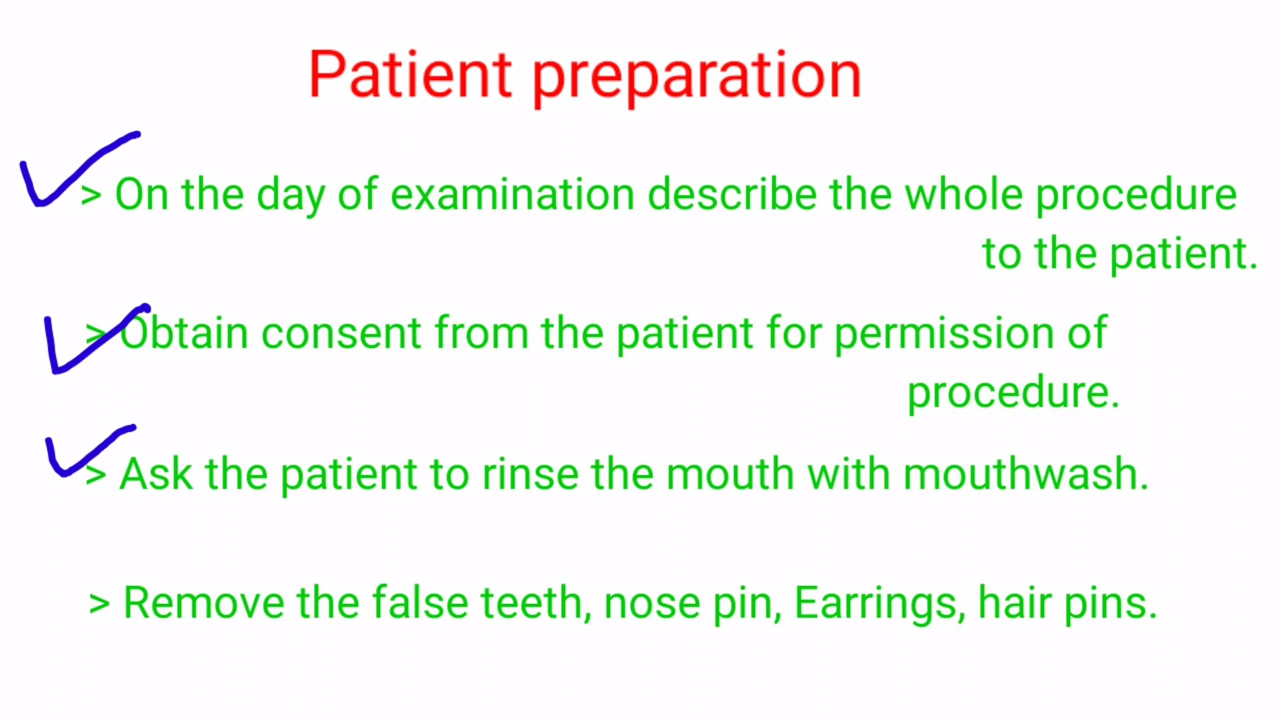 Patient preparation
> On the day of examination describe the whole procedure
to the patient.
> Obtain consent from the patient for permission of
procedure.
> Ask the patient to rinse the mouth with mouthwash.
> Remove the false teeth, nose pin, Earrings, hair pins.